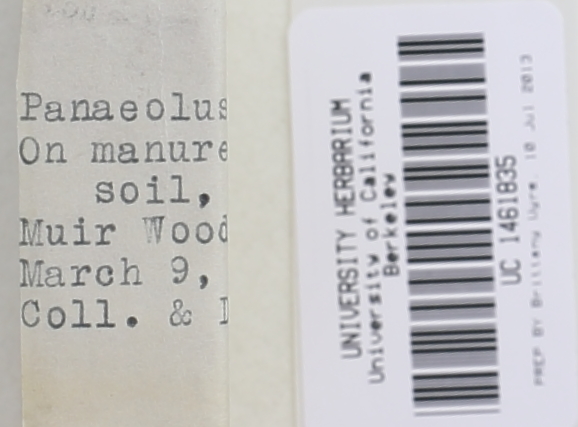 Panaeolus
On manure
soil,
Muir Wood
March 9,
Coll. &
UNIVERSITY HERBARIUM
University of California
Berkeley
UC 1461835
PREP BY Brittany 10 Jul 2013